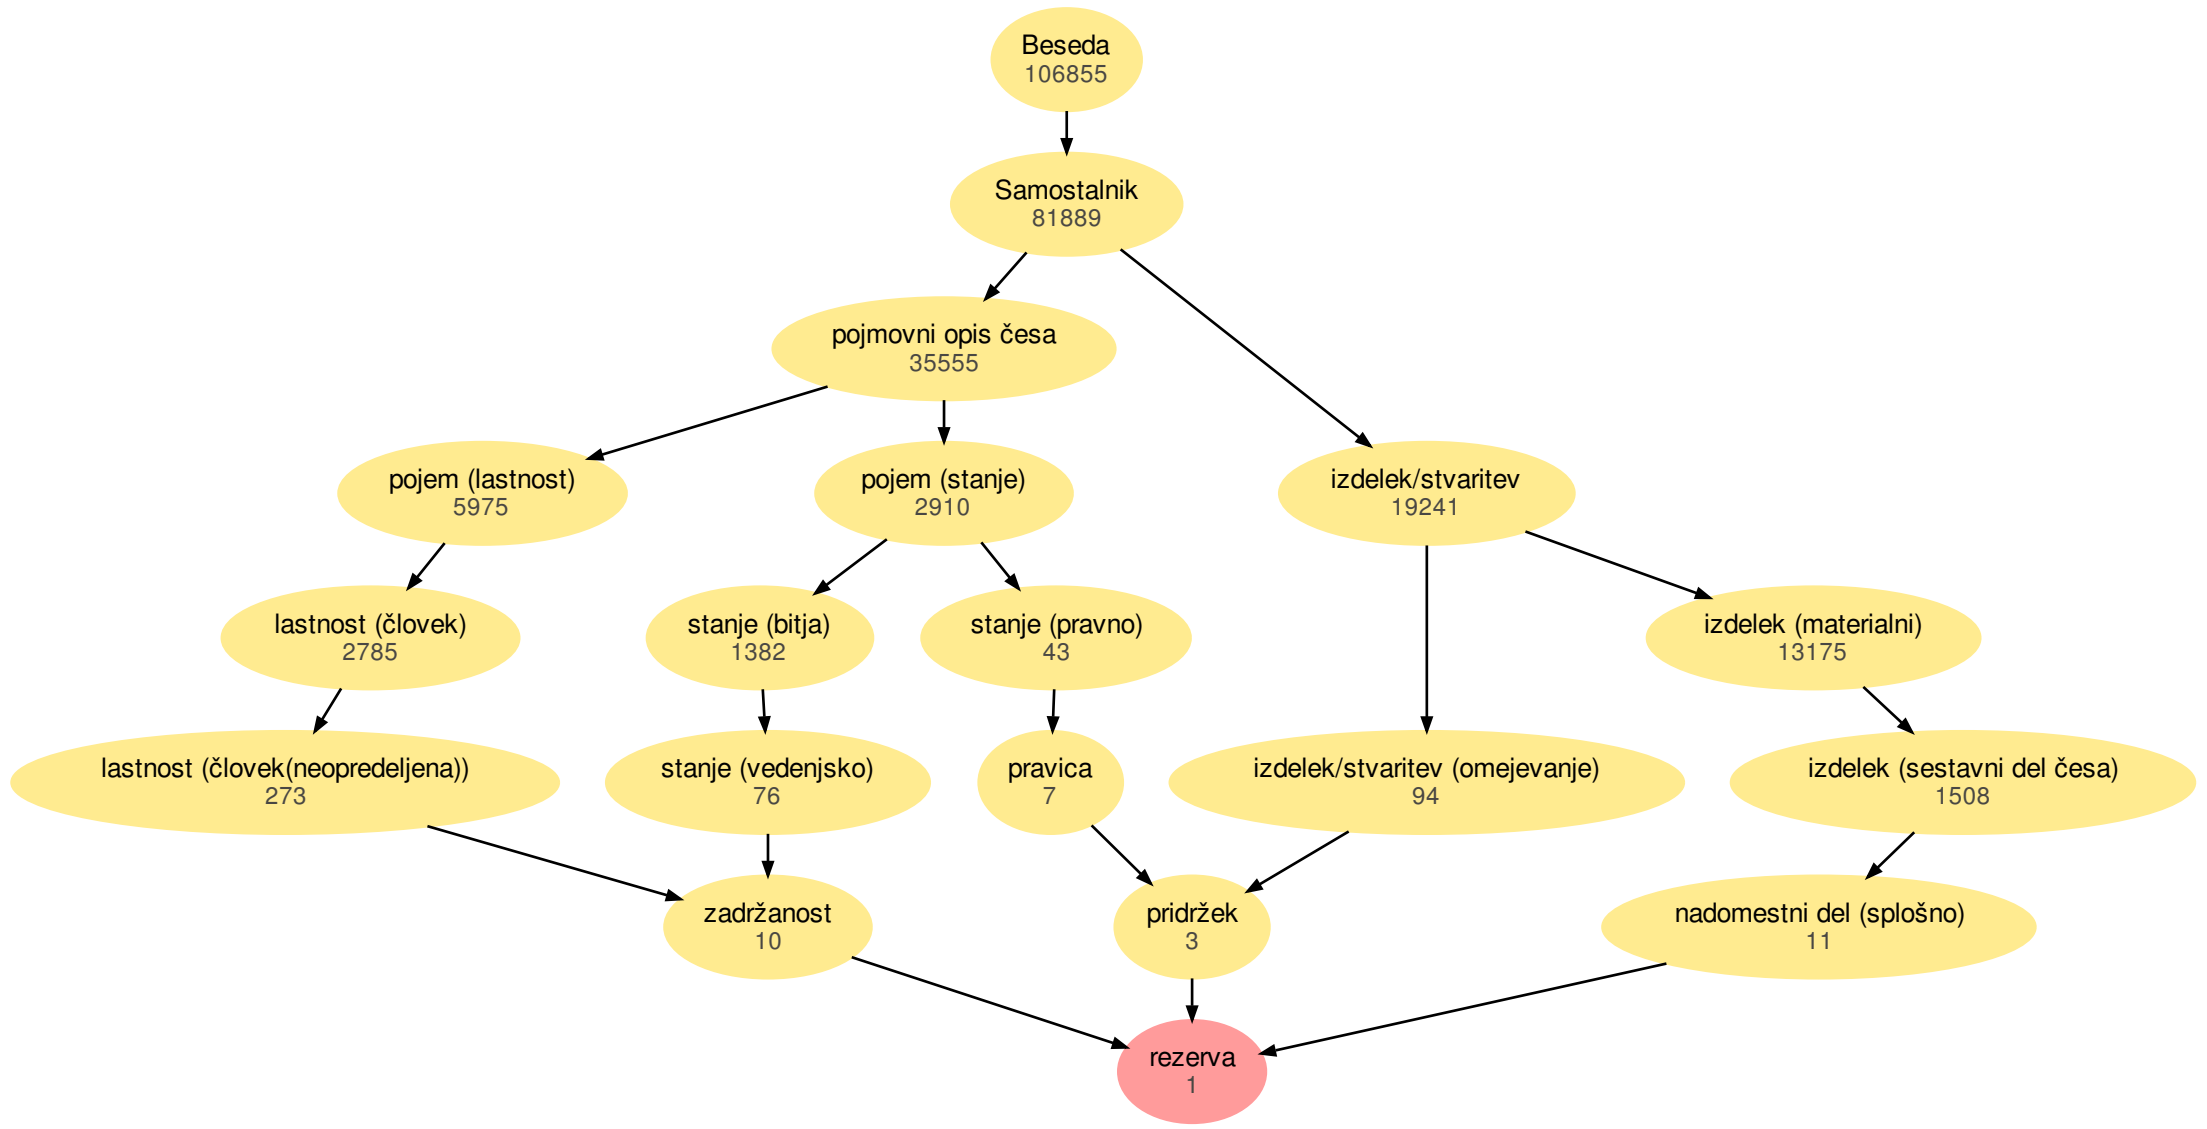 Beseda
106855
Samostalnik
81889
pojmovni opis česa
35555
pojem (lastnost)
5975
pojem (stanje)
2910
izdelek/stvaritev
19241
lastnost (človek)
2785
stanje (bitja)
1382
stanje (pravno)
43
izdelek (materialni)
13175
lastnost (človek(neopredeljena))
273
stanje (vedenjsko)
76
pravica
7
izdelek/stvaritev (omejevanje)
94
izdelek (sestavni del česa)
1508
zadržanost
10
pridržek
3
nadomestni del (splošno)
11
rezerva
1